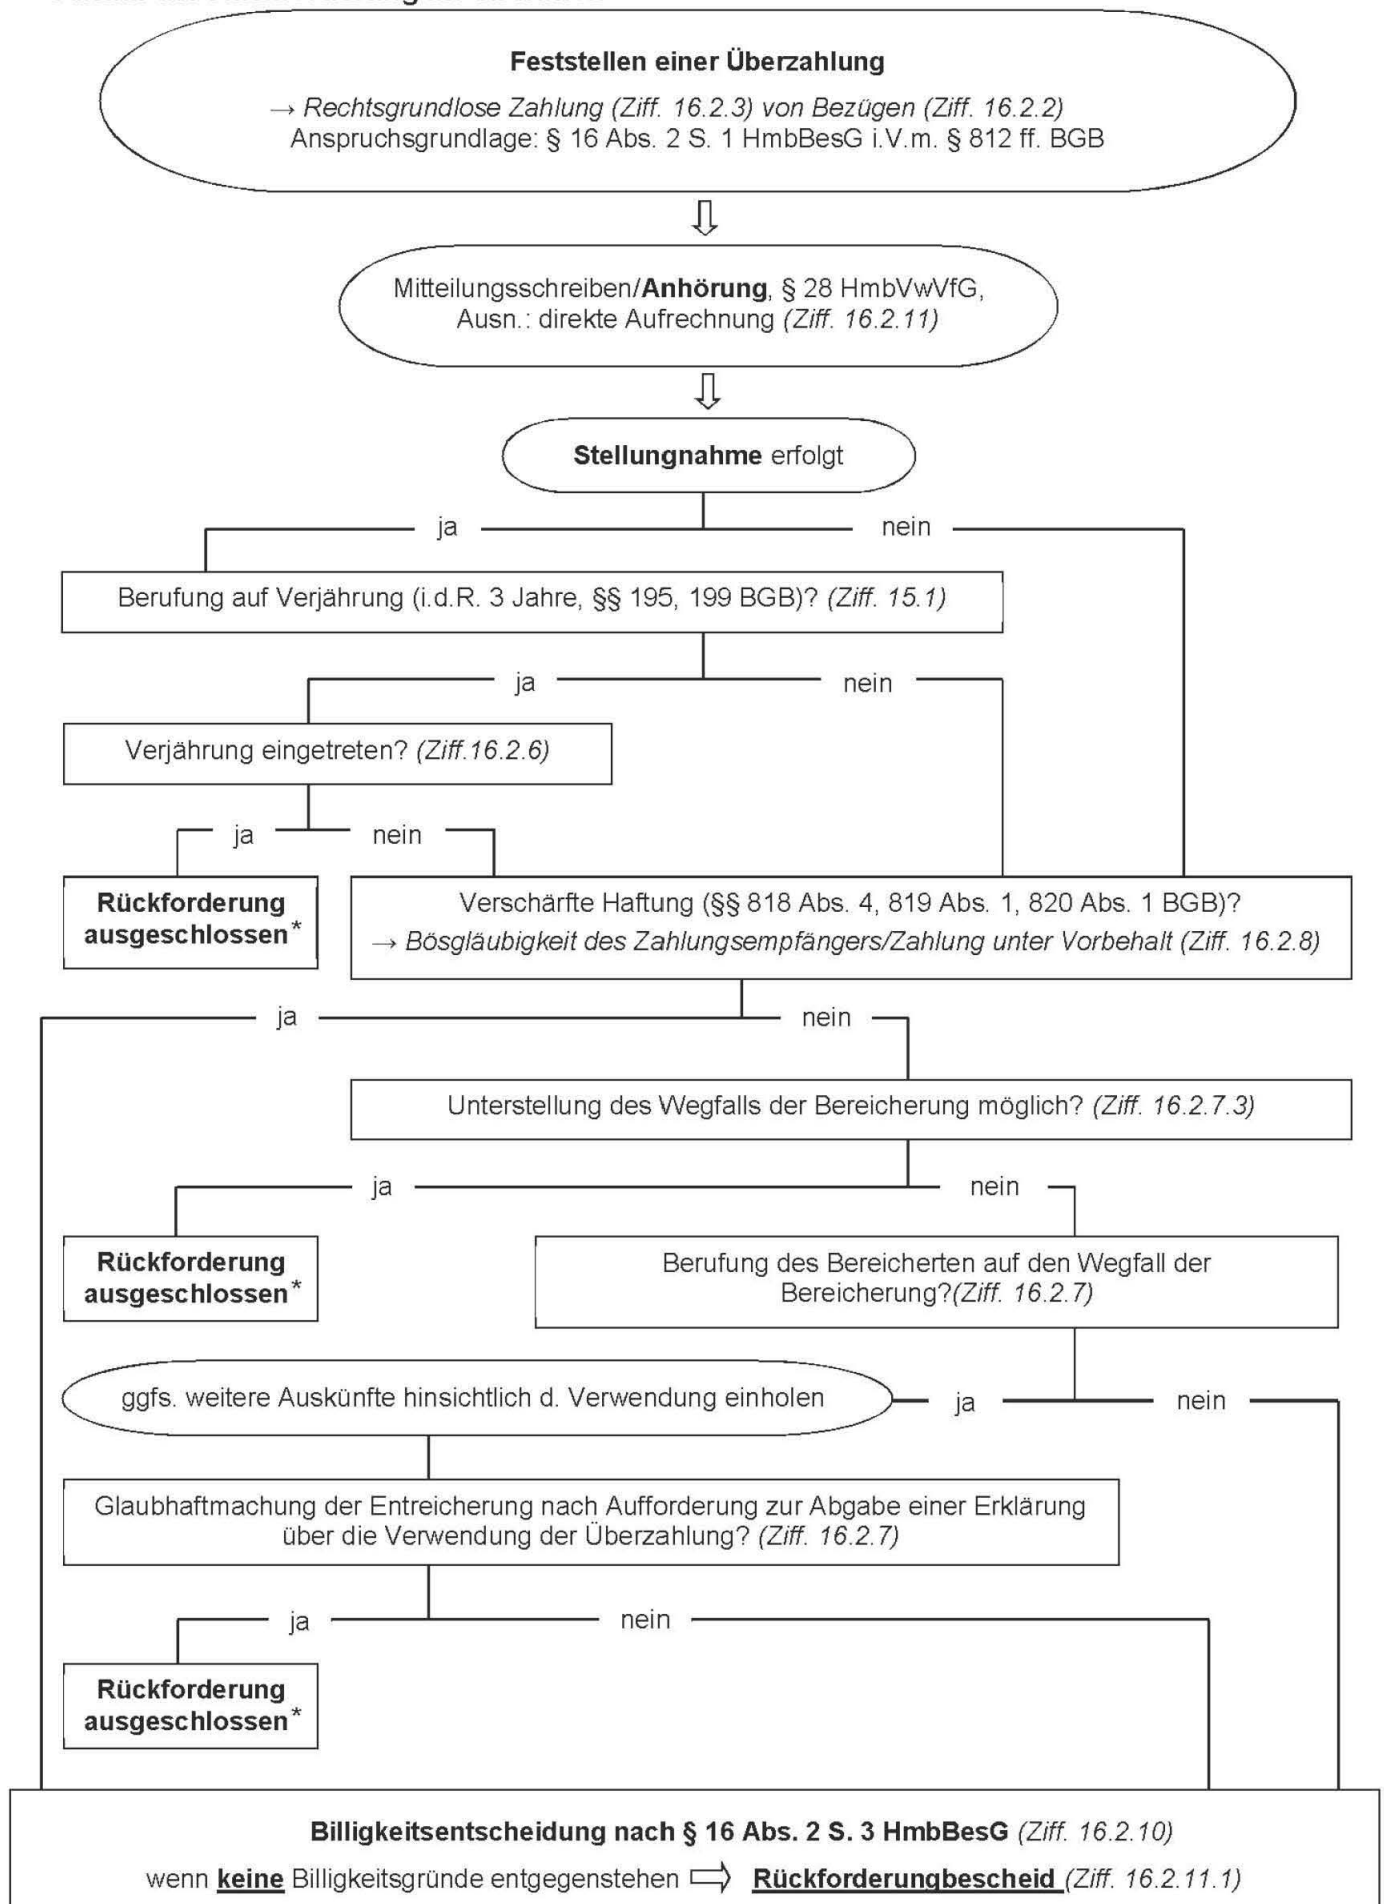 Feststellen einer Überzahlung
→ Rechtsgrundlose Zahlung (Ziff. 16.2.3) von Bezügen (Ziff. 16.2.2)
Anspruchsgrundlage: § 16 Abs. 2 S. 1 HmbBesG i.V.m. § 812 ff. BGB
Mitteilungsschreiben/Anhörung, § 28 HmbVwVfG,
Ausn.: direkte Aufrechnung (Ziff. 16.2.11)
Stellungnahme erfolgt
ja nein
Berufung auf Verjährung (i.d.R. 3 Jahre, §§ 195, 199 BGB)? (Ziff. 15.1)
ja nein
Verjährung eingetreten? (Ziff.16.2.6)
ja nein
Rückforderung
ausgeschlossen*
Verschärfte Haftung (§§ 818 Abs. 4, 819 Abs. 1, 820 Abs. 1 BGB)?
→ Bösgläubigkeit des Zahlungsempfängers/Zahlung unter Vorbehalt (Ziff. 16.2.8)
ja nein
Unterstellung des Wegfalls der Bereicherung möglich? (Ziff. 16.2.7.3)
ja nein
Rückforderung
ausgeschlossen*
Berufung des Bereicherten auf den Wegfall der
Bereicherung?(Ziff. 16.2.7)
ggfs. weitere Auskünfte hinsichtlich d. Verwendung einholen ja nein
Glaubhaftmachung der Entreicherung nach Aufforderung zur Abgabe einer Erklärung
über die Verwendung der Überzahlung? (Ziff. 16.2.7)
ja nein
Rückforderung
ausgeschlossen*
Billigkeitsentscheidung nach § 16 Abs. 2 S. 3 HmbBesG (Ziff. 16.2.10)
wenn keine Billigkeitsgründe entgegenstehen ⇨ Rückforderungbescheid (Ziff. 16.2.11.1)